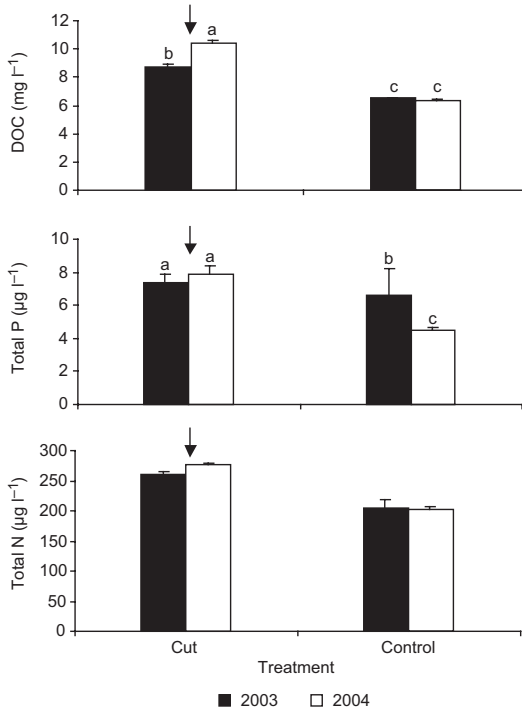 12
10
8
6
4
2
0
DOC (mg l⁻¹)
b
a
c
c
10
8
6
4
2
0
Total P (µg l⁻¹)
a
a
b
c
300
250
200
150
100
50
0
Total N (µg l⁻¹)
Cut
Control
Treatment
2003
2004